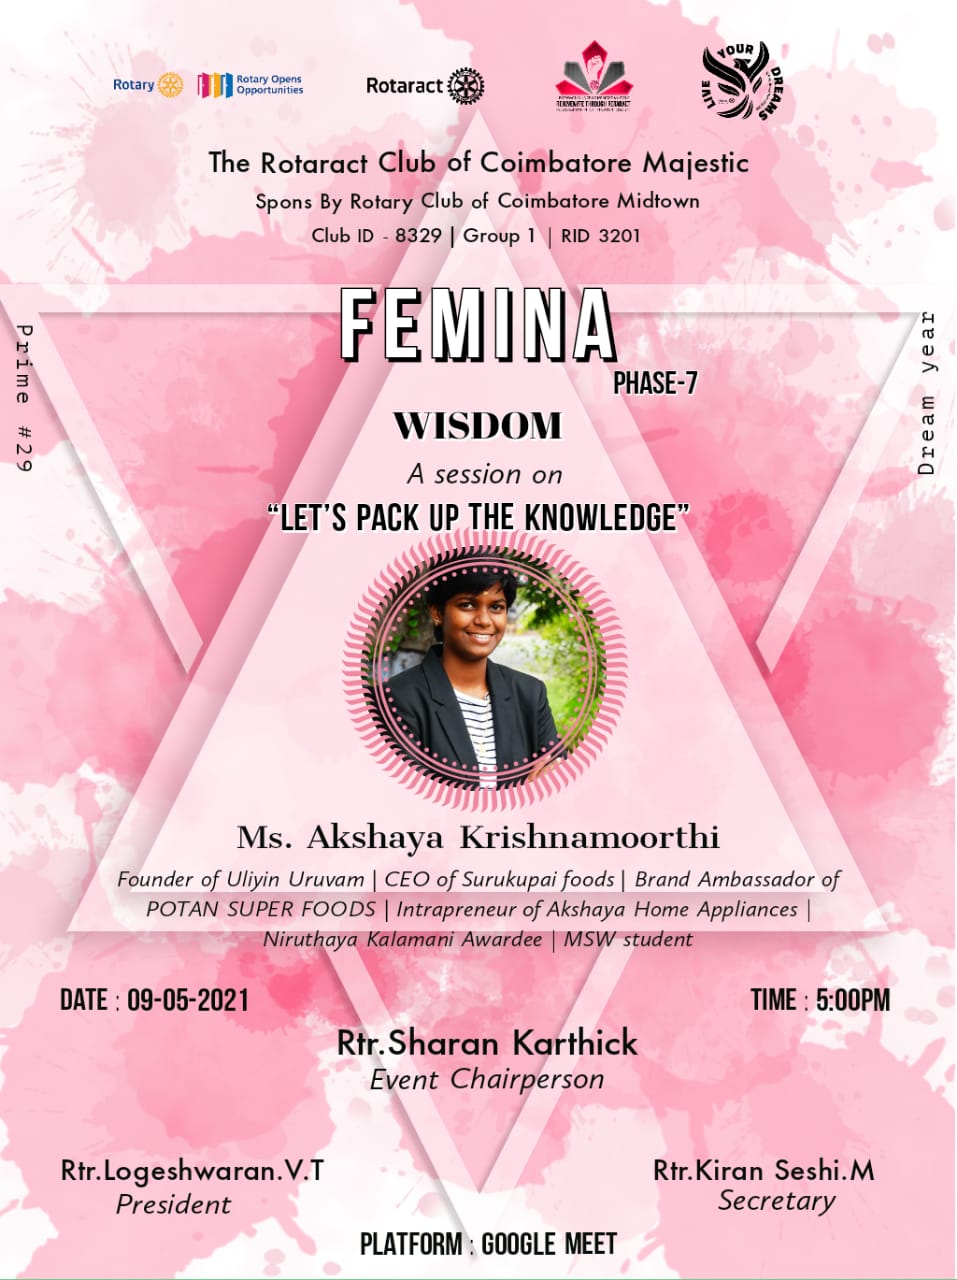 Rotary
Rotary Opens
Opportunities
Rotaract
REJUVENATE THROUGH ROTARACT
LIVE YOUR DREAMS
The Rotaract Club of Coimbatore Majestic
Spons By Rotary Club of Coimbatore Midtown
Club ID - 8329 | Group 1 | RID 3201
Prime #29
Dream year
FEMINA
PHASE-7
WISDOM
A session on
“LET’S PACK UP THE KNOWLEDGE”
Ms. Akshaya Krishnamoorthi
Founder of Uliyin Uruvam | CEO of Surukupai foods | Brand Ambassador of
POTAN SUPER FOODS | Intrapreneur of Akshaya Home Appliances |
Niruthaya Kalamani Awardee | MSW student
DATE : 09-05-2021
TIME : 5:00PM
Rtr.Sharan Karthick
Event Chairperson
Rtr.Logeshwaran.V.T
President
Rtr.Kiran Seshi.M
Secretary
PLATFORM : GOOGLE MEET